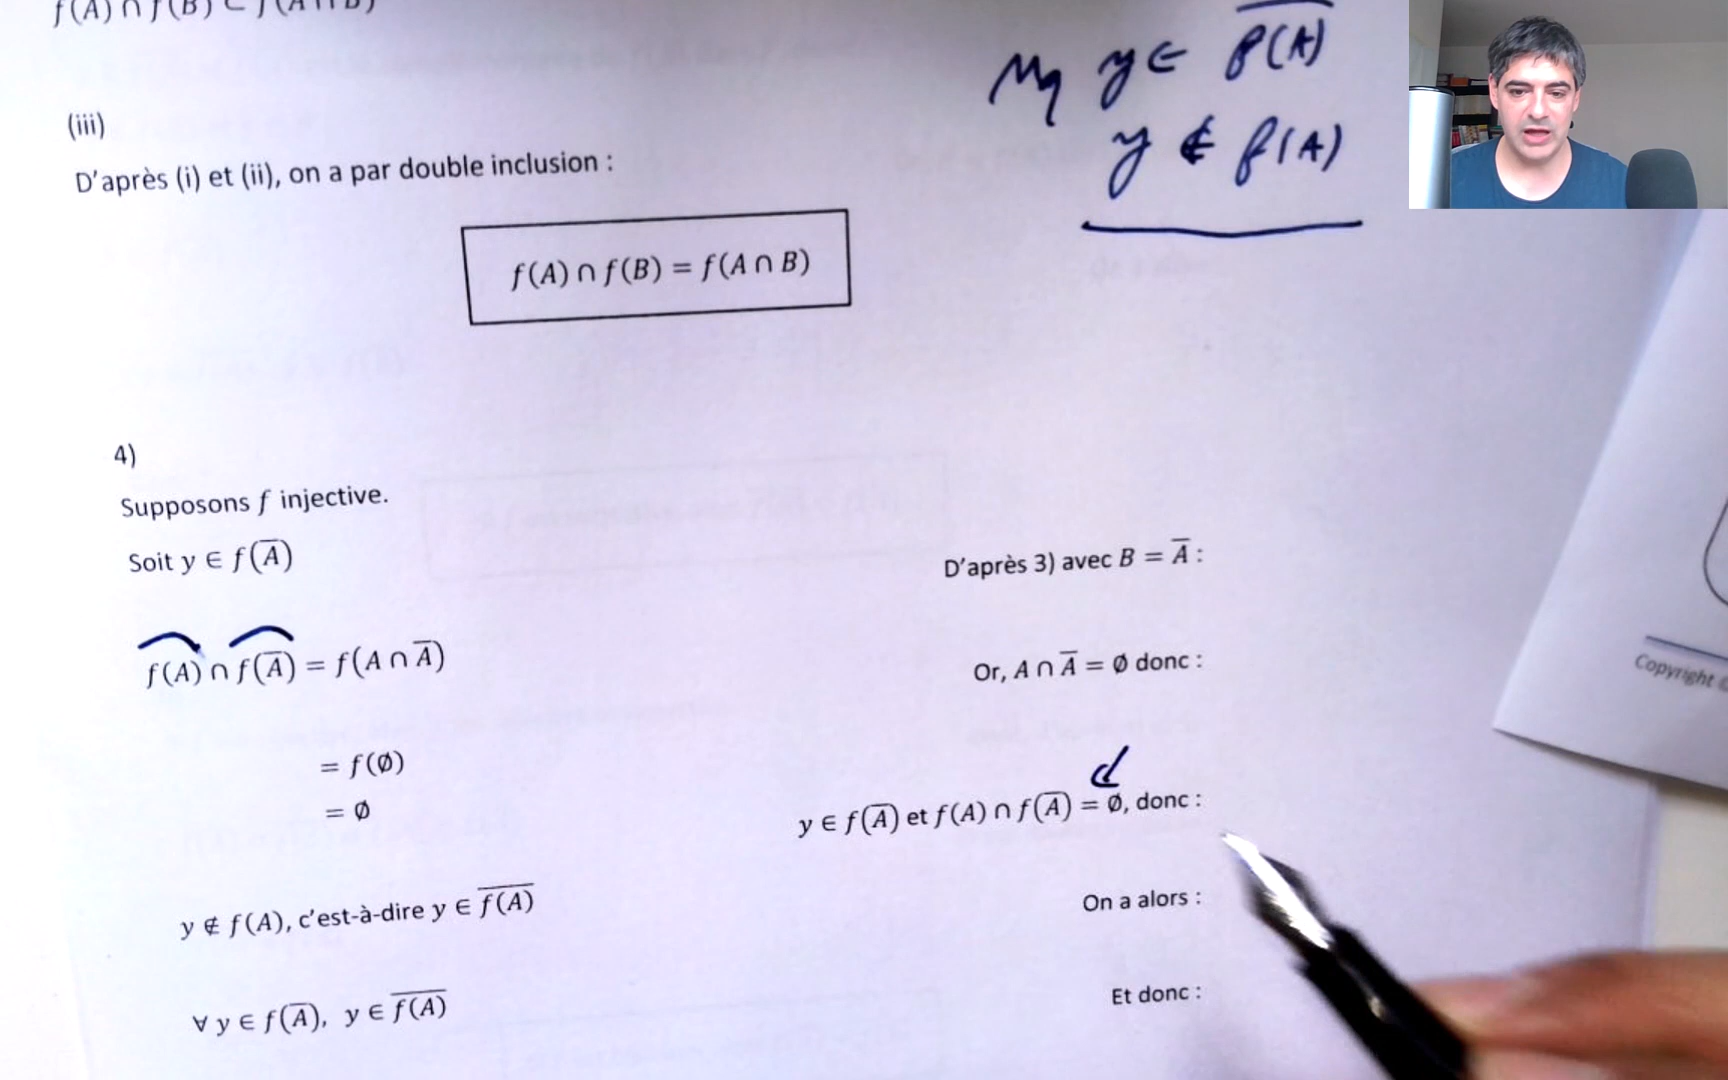 f(A) ∩ f(B) ⊂ f(A ∩ B)
Mq y ∈ \overline{f(A)}
y ∉ f(A)
(iii)
D'après (i) et (ii), on a par double inclusion :
f(A) ∩ f(B) = f(A ∩ B)
4)
Supposons f injective.
Soit y ∈ f(\overline{A})
D'après 3) avec B = \overline{A} :
f(A) ∩ f(\overline{A}) = f(A ∩ \overline{A})
Or, A ∩ \overline{A} = ∅ donc :
= f(∅)
= ∅
y ∈ f(\overline{A}) et f(A) ∩ f(\overline{A}) = ∅, donc :
y ∉ f(A), c'est-à-dire y ∈ \overline{f(A)}
On a alors :
∀ y ∈ f(\overline{A}), y ∈ \overline{f(A)}
Et donc :
Copyright ©